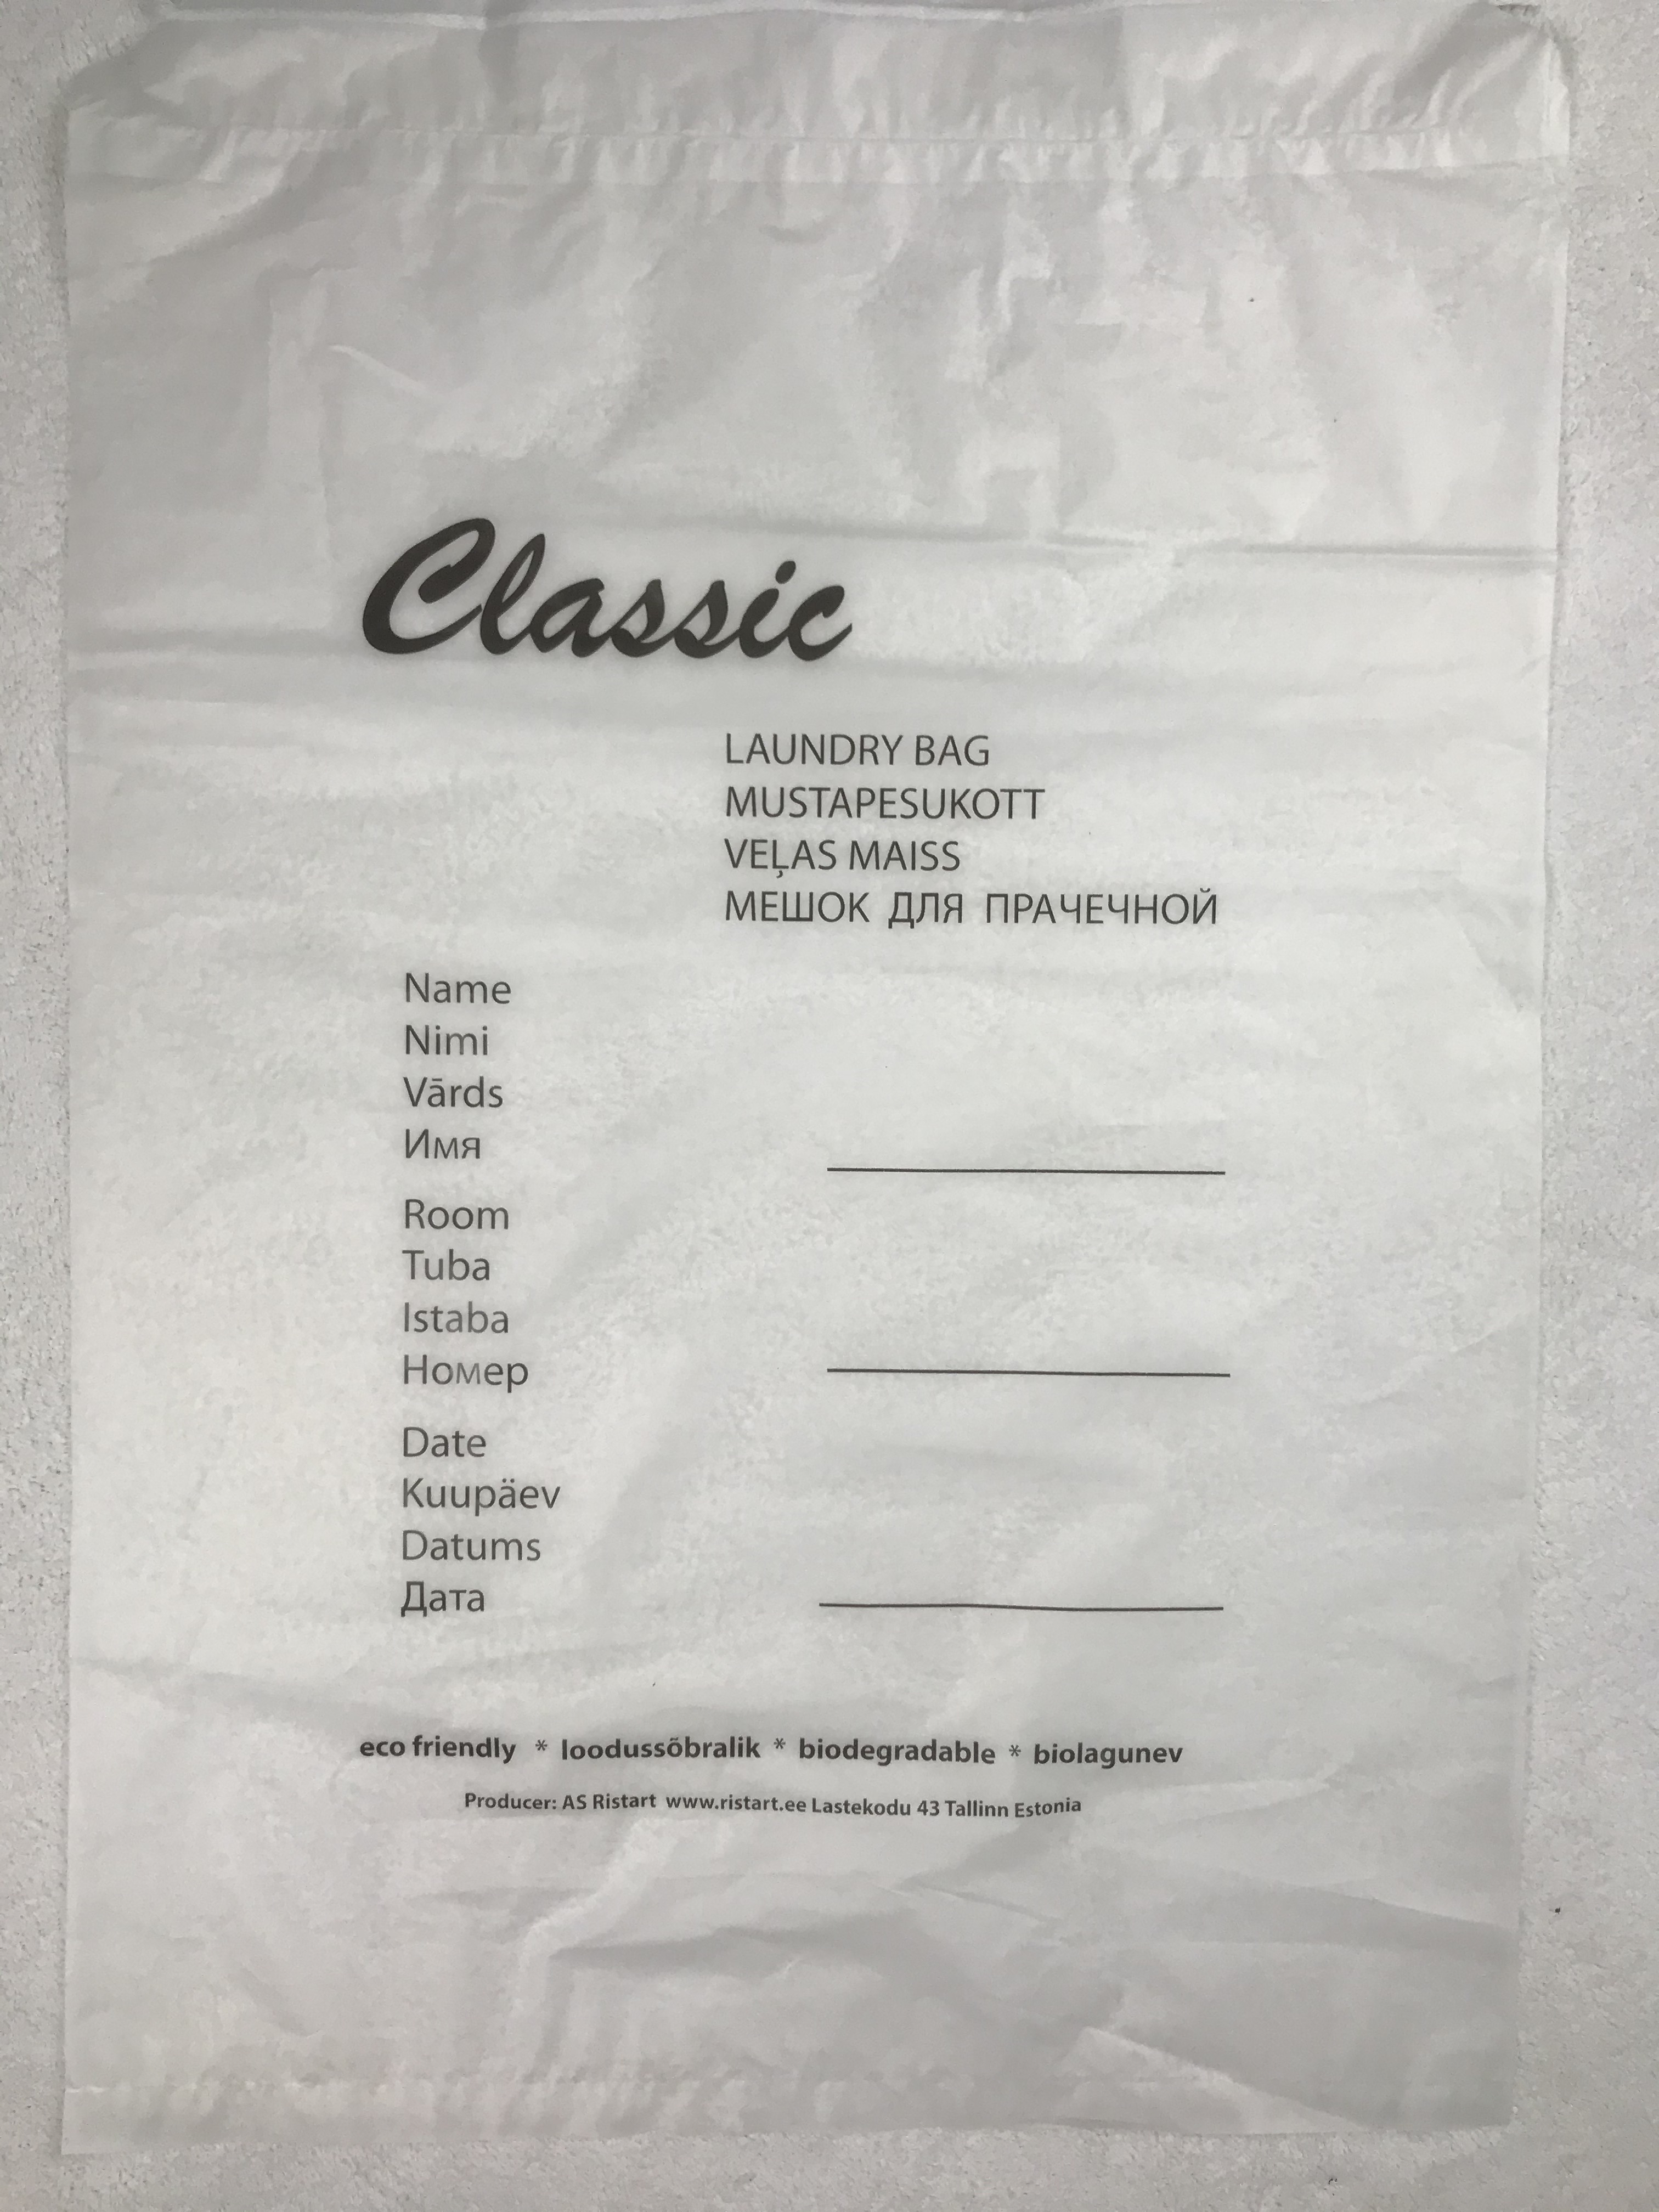 Classic
LAUNDRY BAG
MUSTAPESUKOTT
VEĻAS MAISS
МЕШОК ДЛЯ ПРАЧЕЧНОЙ
Name
Nimi
Vārds
Имя
Room
Tuba
Istaba
Номер
Date
Kuupäev
Datums
Дата
eco friendly * loodussõbralik * biodegradable * biolagunev
Producer: AS Ristart www.ristart.ee Lastekodu 43 Tallinn Estonia